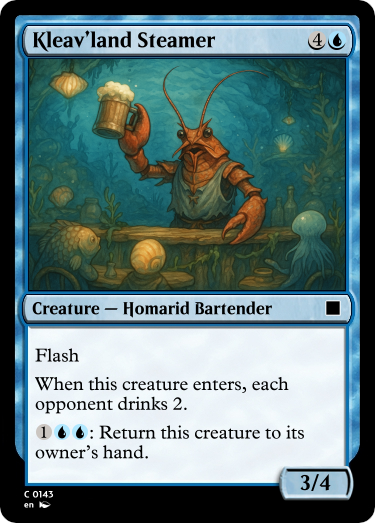 Kleav'land Steamer 4
Creature — Homarid Bartender
Flash
When this creature enters, each
opponent drinks 2.
1: Return this creature to its
owner's hand.
3/4
C 0143
en